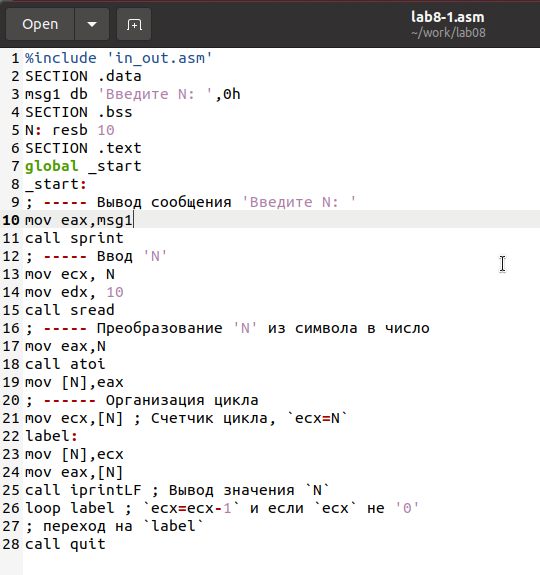 Open
lab8-1.asm
~/work/lab08
1 %include 'in_out.asm'
2 SECTION .data
3 msg1 db 'Введите N: ',0h
4 SECTION .bss
5 N: resb 10
6 SECTION .text
7 global _start
8 _start:
9 ; ----- Вывод сообщения 'Введите N: '
10 mov eax,msg1
11 call sprint
12 ; ----- Ввод 'N'
13 mov ecx, N
14 mov edx, 10
15 call sread
16 ; ----- Преобразование 'N' из символа в число
17 mov eax,N
18 call atoi
19 mov [N],eax
20 ; ------ Организация цикла
21 mov ecx,[N] ; Счетчик цикла, `ecx=N`
22 label:
23 mov [N],ecx
24 mov eax,[N]
25 call iprintLF ; Вывод значения `N`
26 loop label ; `ecx=ecx-1` и если `ecx` не '0'
27 ; переход на `label`
28 call quit